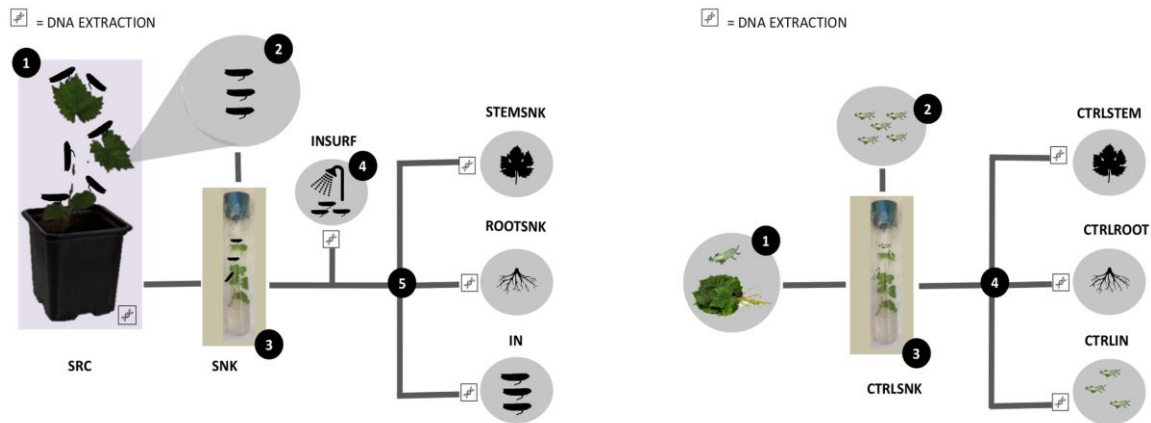 = DNA EXTRACTION
1
2
INSURF
4
STEMSNK
ROOTSNK
5
IN
3
SRC
SNK
= DNA EXTRACTION
2
CTRLSTEM
1
CTRLROOT
4
CTRLIN
3
CTRLSNK